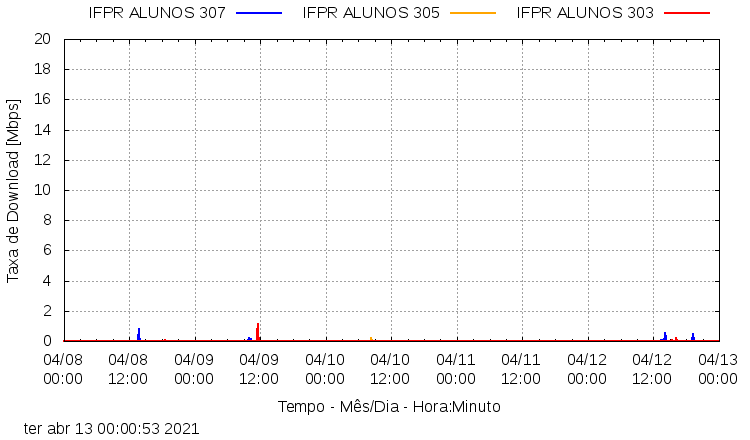 IFPR ALUNOS 307 IFPR ALUNOS 305 IFPR ALUNOS 303
20
18
16
14
12
10
8
6
4
2
0
Taxa de Download [Mbps]
04/08 04/08 04/09 04/09 04/10 04/10 04/11 04/11 04/12 04/12 04/13
00:00 12:00 00:00 12:00 00:00 12:00 00:00 12:00 00:00 12:00 00:00
Tempo - Mês/Dia - Hora:Minuto
ter abr 13 00:00:53 2021